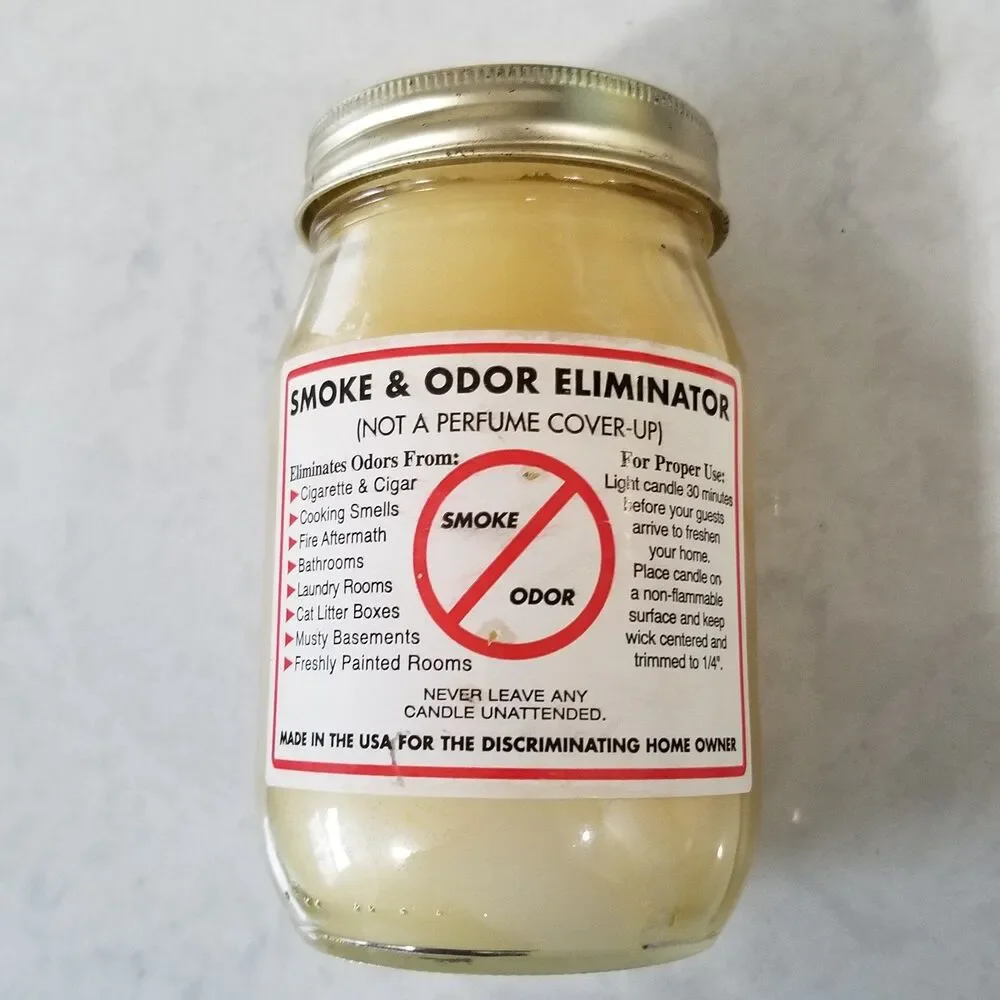 SMOKE & ODOR ELIMINATOR
(NOT A PERFUME COVER-UP)
Eliminates Odors From:
Cigarette & Cigar
Cooking Smells
Fire Aftermath
Bathrooms
Laundry Rooms
Cat Litter Boxes
Musty Basements
Freshly Painted Rooms
SMOKE
ODOR
For Proper Use:
Light candle 30 minutes
before your guests
arrive to freshen
your home.
Place candle on
a non-flammable
surface and keep
wick centered and
trimmed to 1/4".
NEVER LEAVE ANY
CANDLE UNATTENDED.
MADE IN THE USA FOR THE DISCRIMINATING HOME OWNER